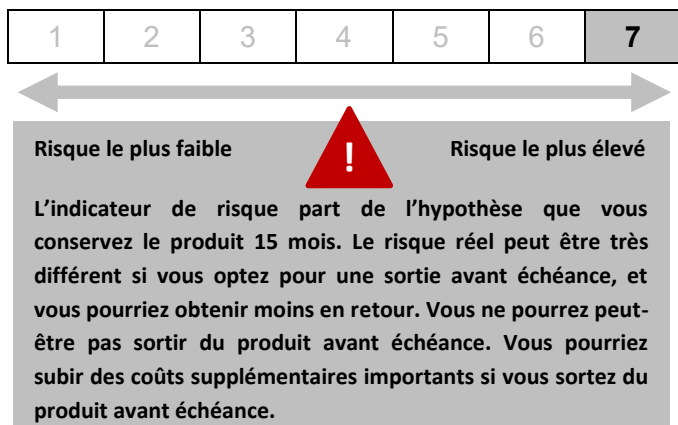 1 2 3 4 5 6 7
!
Risque le plus faible Risque le plus élevé
L’indicateur de risque part de l’hypothèse que vous
conservez le produit 15 mois. Le risque réel peut être très
différent si vous optez pour une sortie avant échéance, et
vous pourriez obtenir moins en retour. Vous ne pourrez peut-
être pas sortir du produit avant échéance. Vous pourriez
subir des coûts supplémentaires importants si vous sortez du
produit avant échéance.